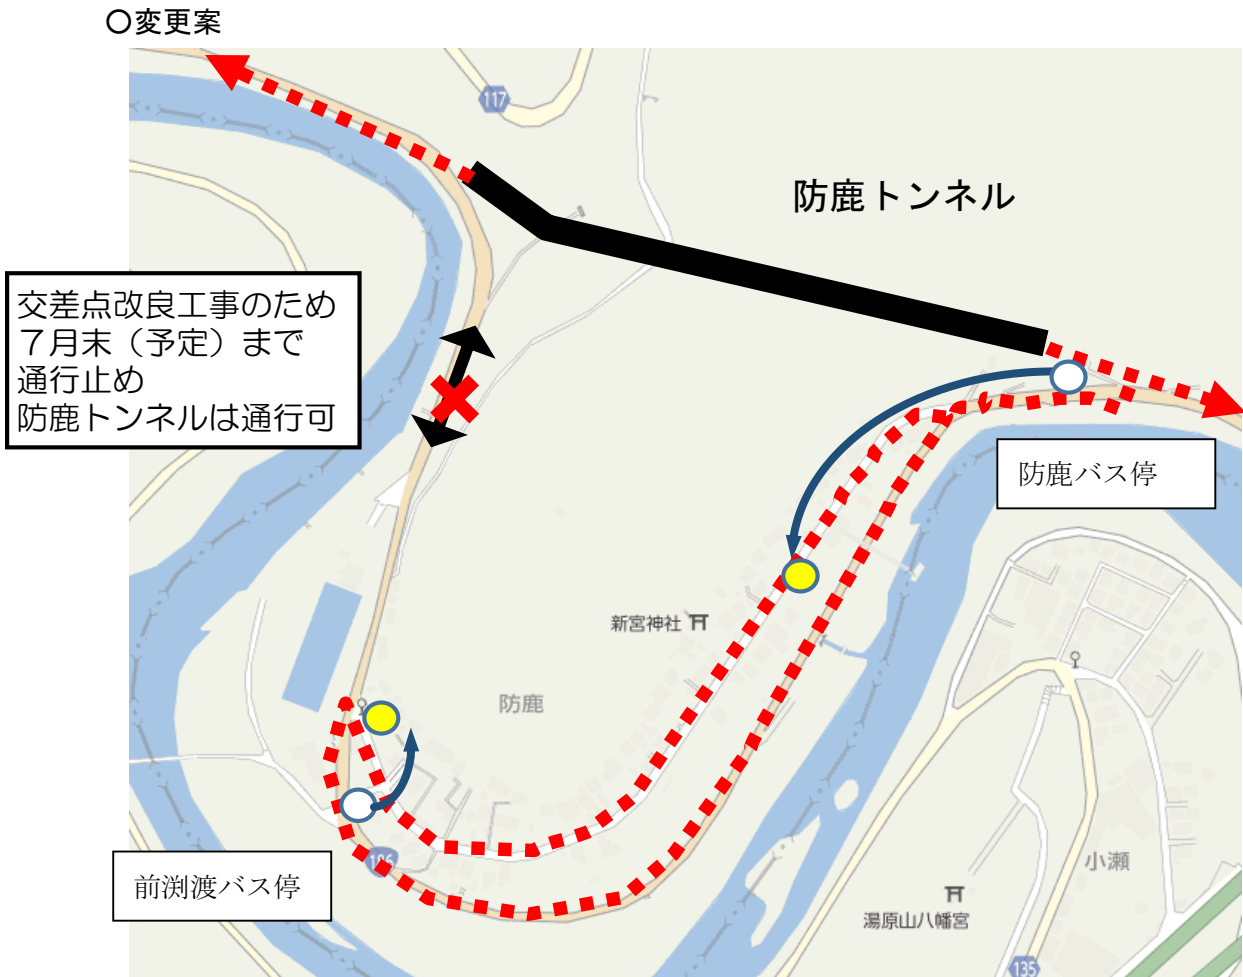 〇変更案
117
防鹿トンネル
交差点改良工事のため
７月末（予定）まで
通行止め
防鹿トンネルは通行可
防鹿バス停
新宮神社
防鹿
186
前渕渡バス停
小瀬
湯原山八幡宮
135